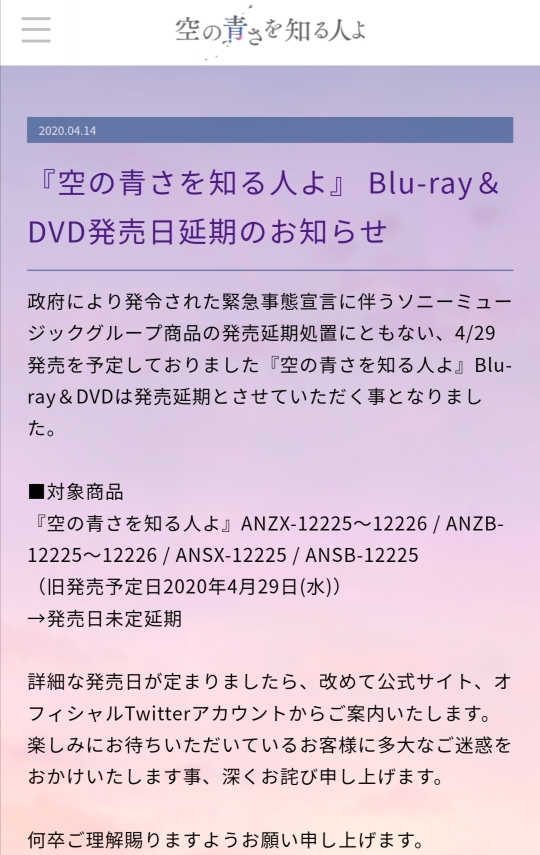 空の青さを知る人よ
2020.04.14
『空の青さを知る人よ』 Blu-ray＆
DVD発売日延期のお知らせ
政府により発令された緊急事態宣言に伴うソニーミュー
ジックグループ商品の発売延期処置にともない、4/29
発売を予定しておりました『空の青さを知る人よ』Blu-
ray＆DVDは発売延期とさせていただく事となりまし
た。
■対象商品
『空の青さを知る人よ』ANZX-12225〜12226 / ANZB-
12225〜12226 / ANSX-12225 / ANSB-12225
（旧発売予定日2020年4月29日(水)）
→発売日未定延期
詳細な発売日が定まりましたら、改めて公式サイト、オ
フィシャルTwitterアカウントからご案内いたします。
楽しみにお待ちいただいているお客様に多大なご迷惑を
おかけいたします事、深くお詫び申し上げます。
何卒ご理解賜りますようお願い申し上げます。